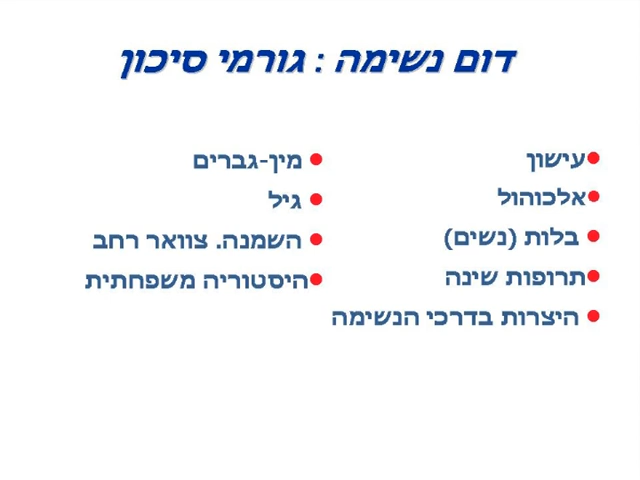 דום נשימה : גורמי סיכון
עישון
אלכוהול
בלות (נשים)
תרופות שינה
היצרות בדרכי הנשימה
מין-גברים
גיל
השמנה. צוואר רחב
היסטוריה משפחתית